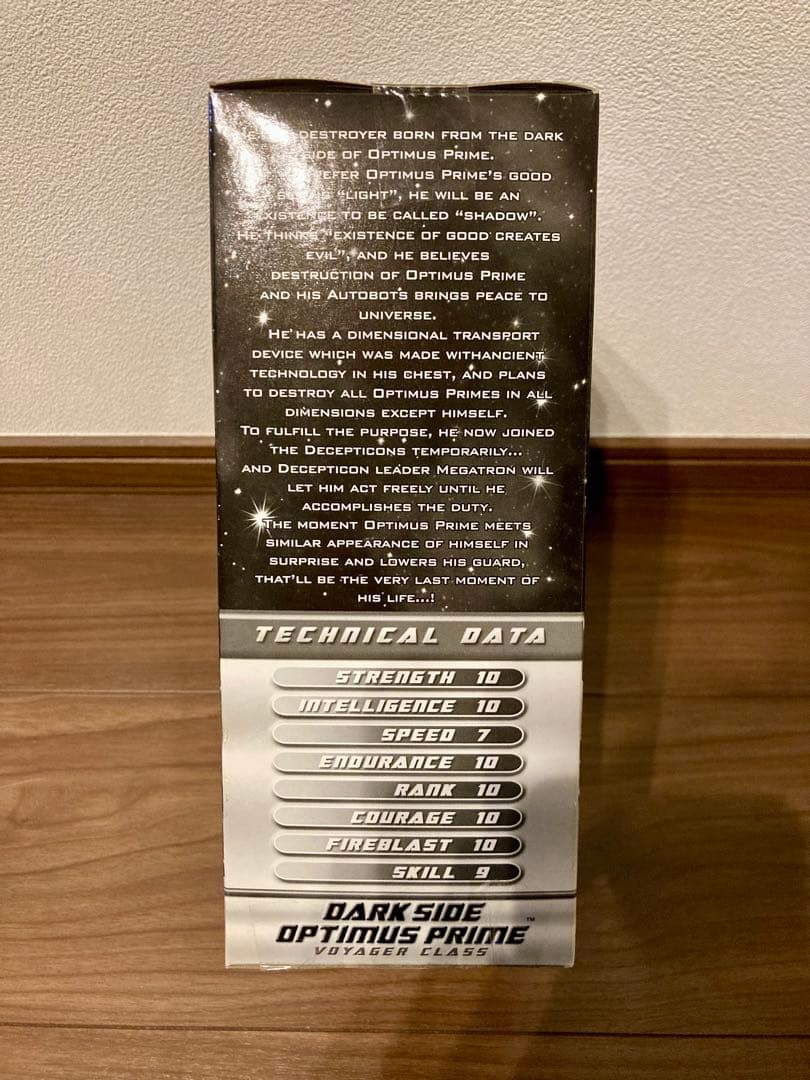 DESTROYER BORN FROM THE DARK
SIDE OF OPTIMUS PRIME.
REFER OPTIMUS PRIME'S GOOD
"LIGHT", HE WILL BE AN
EXISTENCE TO BE CALLED "SHADOW".
HE THINKS "EXISTENCE OF GOOD CREATES
EVIL", AND HE BELIEVES
DESTRUCTION OF OPTIMUS PRIME
AND HIS AUTOBOTS BRINGS PEACE TO
UNIVERSE.
HE HAS A DIMENSIONAL TRANSPORT
DEVICE WHICH WAS MADE WITHANCIENT
TECHNOLOGY IN HIS CHEST, AND PLANS
TO DESTROY ALL OPTIMUS PRIMES IN ALL
DIMENSIONS EXCEPT HIMSELF.
TO FULFILL THE PURPOSE, HE NOW JOINED
THE DECEPTICONS TEMPORARILY...
AND DECEPTICON LEADER MEGATRON WILL
LET HIM ACT FREELY UNTIL HE
ACCOMPLISHES THE DUTY.
THE MOMENT OPTIMUS PRIME MEETS
SIMILAR APPEARANCE OF HIMSELF IN
SURPRISE AND LOWERS HIS GUARD,
THAT'LL BE THE VERY LAST MOMENT OF
HIS LIFE...!
TECHNICAL DATA
STRENGTH 10
INTELLIGENCE 10
SPEED 7
ENDURANCE 10
RANK 10
COURAGE 10
FIREBLAST 10
SKILL 9
DARK SIDE
OPTIMUS PRIME™
VOYAGER CLASS